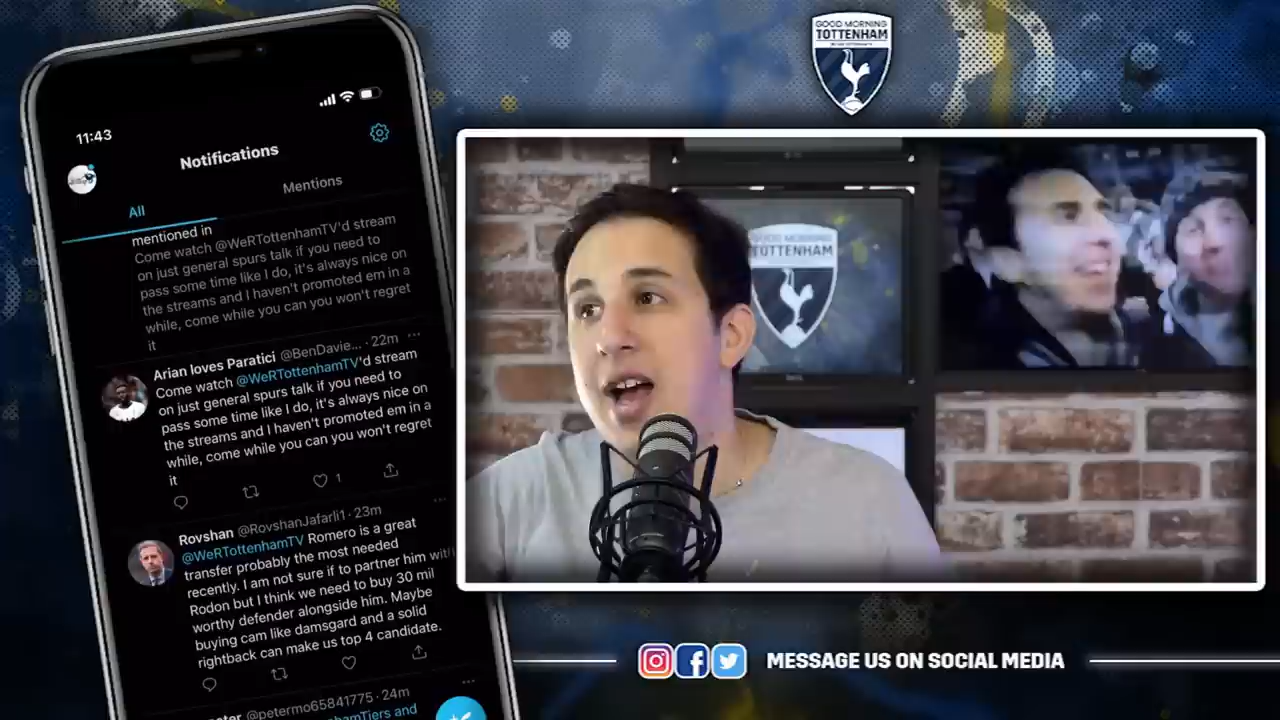 GOOD MORNING
TOTTENHAM
11:43
Notifications
All
Mentions
mentioned in
Come watch @WeRTottenhamTV'd stream
on just general spurs talk if you need to
pass some time like I do, it's always nice on
the streams and I haven't promoted em in a
while, come while you can you won't regret
it
Arian loves Paratici @BenDavie... · 22m
Come watch @WeRTottenhamTV'd stream
on just general spurs talk if you need to
pass some time like I do, it's always nice on
the streams and I haven't promoted em in a
while, come while you can you won't regret
it
1
Rovshan @RovshanJafarli1 · 23m
@WeRTottenhamTV Romero is a great
transfer probably the most needed
recently. I am not sure if to partner him with
Rodon but I think we need to buy 30 mil
worthy defender alongside him. Maybe
buying cam like damsgard and a solid
rightback can make us top 4 candidate.
@petermo65841775 · 24m
Tiers and
GOOD MORNING
TOTTENHAM
MESSAGE US ON SOCIAL MEDIA